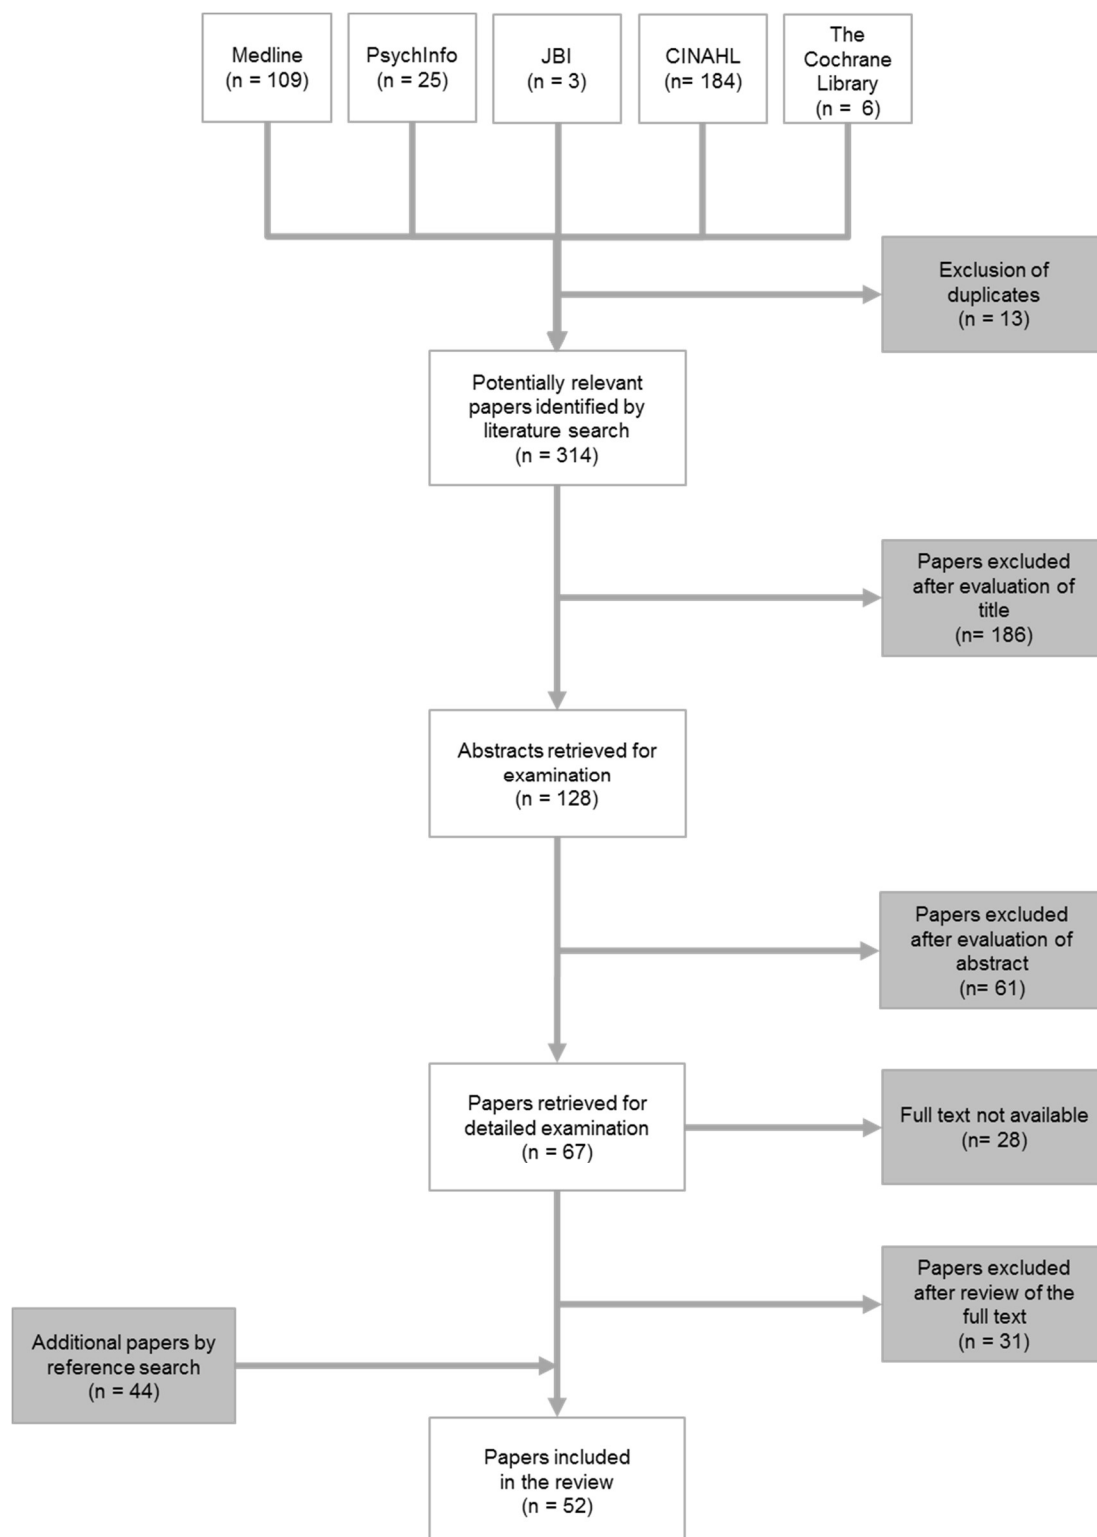 Medline
(n = 109)
PsychInfo
(n = 25)
JBI
(n = 3)
CINAHL
(n= 184)
The
Cochrane
Library
(n =  6)
Exclusion of
duplicates
(n = 13)
Potentially relevant
papers identified by
literature search
(n = 314)
Papers excluded
after evaluation of
title
(n= 186)
Abstracts retrieved for
examination
(n = 128)
Papers excluded
after evaluation of
abstract
(n= 61)
Papers retrieved for
detailed examination
(n = 67)
Full text not available
(n= 28)
Papers excluded
after review of the
full text
(n = 31)
Additional papers by
reference search
(n = 44)
Papers included
in the review
(n = 52)